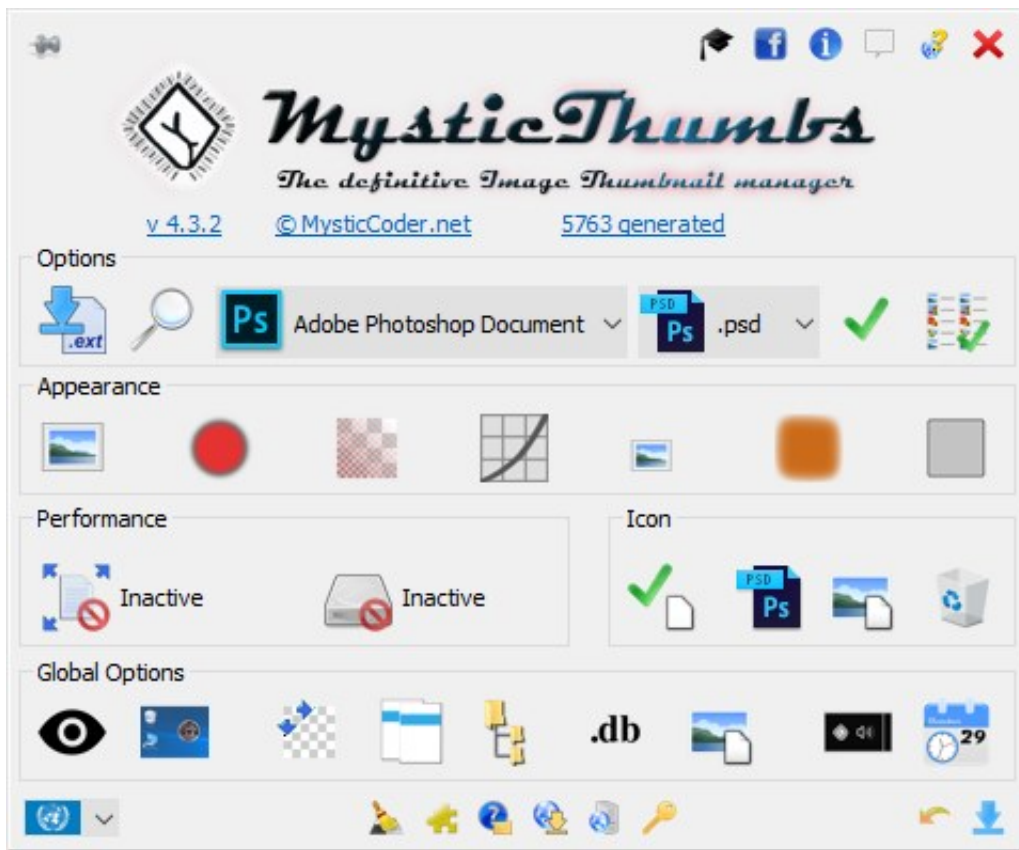 MysticThumbs
The definitive Image Thumbnail manager
v 4.3.2 © MysticCoder.net 5763 generated
Options
.ext Ps Adobe Photoshop Document PSD Ps .psd
Appearance
Performance Icon
Inactive Inactive PSD Ps
Global Options
.db 29